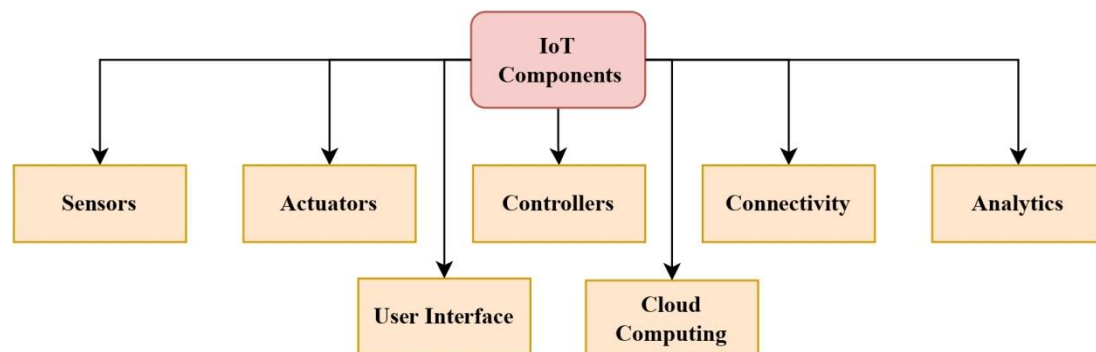 IoT
Components
Sensors
Actuators
Controllers
Connectivity
Analytics
User Interface
Cloud
Computing